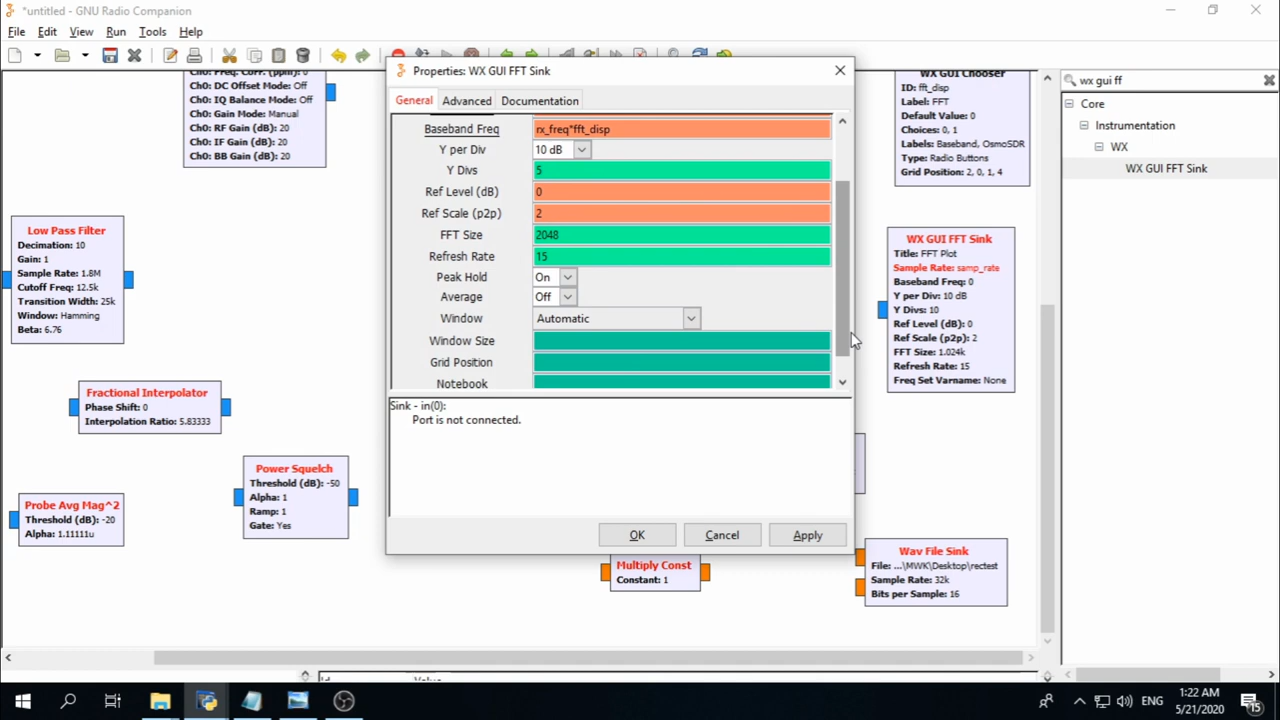 *untitled - GNU Radio Companion
File Edit View Run Tools Help
Ch0: Freq. Corr. (ppm): 0
Ch0: DC Offset Mode: Off
Ch0: IQ Balance Mode: Off
Ch0: Gain Mode: Manual
Ch0: RF Gain (dB): 20
Ch0: IF Gain (dB): 20
Ch0: BB Gain (dB): 20
Low Pass Filter
Decimation: 10
Gain: 1
Sample Rate: 1.8M
Cutoff Freq: 12.5k
Transition Width: 25k
Window: Hamming
Beta: 6.76
Fractional Interpolator
Phase Shift: 0
Interpolation Ratio: 5.83333
Power Squelch
Threshold (dB): -50
Alpha: 1
Ramp: 1
Gate: Yes
Probe Avg Mag^2
Threshold (dB): -20
Alpha: 1.11111u
Properties: WX GUI FFT Sink
General Advanced Documentation
Baseband Freq rx_freq*fft_disp
Y per Div 10 dB
Y Divs 5
Ref Level (dB) 0
Ref Scale (p2p) 2
FFT Size 2048
Refresh Rate 15
Peak Hold On
Average Off
Window Automatic
Window Size
Grid Position
Notebook
Sink - in(0):
Port is not connected.
OK Cancel Apply
Multiply Const
Constant: 1
WX GUI Chooser
ID: fft_disp
Label: FFT
Default Value: 0
Choices: 0, 1
Labels: Baseband, OsmoSDR
Type: Radio Buttons
Grid Position: 2, 0, 1, 4
WX GUI FFT Sink
Title: FFT Plot
Sample Rate: samp_rate
Baseband Freq: 0
Y per Div: 10 dB
Y Divs: 10
Ref Level (dB): 0
Ref Scale (p2p): 2
FFT Size: 1.024k
Refresh Rate: 15
Freq Set Varname: None
Wav File Sink
File: ...\MWK\Desktop\rectest
Sample Rate: 32k
Bits per Sample: 16
wx gui ff
Core
Instrumentation
WX
WX GUI FFT Sink
Id Value
ENG
1:22 AM
5/21/2020
15